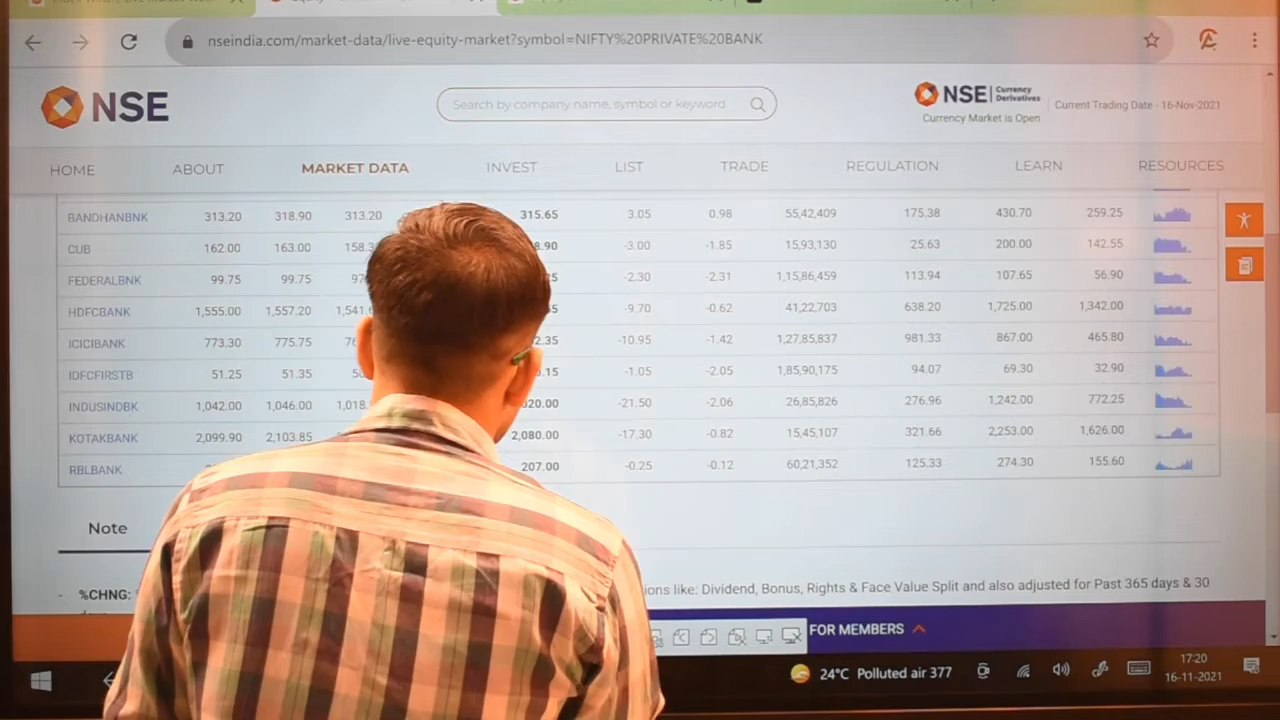 nseindia.com/market-data/live-equity-market?symbol=NIFTY%20PRIVATE%20BANK
NSE
Search by company name, symbol or keyword
NSE Currency Derivatives
Currency Market is Open
Current Trading Date - 16-Nov-2021
HOME ABOUT MARKET DATA INVEST LIST TRADE REGULATION LEARN RESOURCES
BANDHANBNK 313.20 318.90 313.20 315.65 3.05 0.98 55,42,409 175.38 430.70 259.25
CUB 162.00 163.00 -3.00 -1.85 15,93,130 25.63 200.00 142.55
FEDERALBNK 99.75 99.75 -2.30 -2.31 1,15,86,459 113.94 107.65 56.90
HDFCBANK 1,555.00 1,557.20 -9.70 -0.62 41,22,703 638.20 1,725.00 1,342.00
ICICIBANK 773.30 775.75 -10.95 -1.42 1,27,85,837 981.33 867.00 465.80
IDFCFIRSTB 51.25 51.35 -1.05 -2.05 1,85,90,175 94.07 69.30 32.90
INDUSINDBK 1,042.00 1,046.00 -21.50 -2.06 26,85,826 276.96 1,242.00 772.25
KOTAKBANK 2,099.90 2,103.85 2,080.00 -17.30 -0.82 15,45,107 321.66 2,253.00 1,626.00
RBLBANK 207.00 -0.25 -0.12 60,21,352 125.33 274.30 155.60
Note
- %CHNG: like: Dividend, Bonus, Rights & Face Value Split and also adjusted for Past 365 days & 30
FOR MEMBERS
24°C Polluted air 377
17:20
16-11-2021